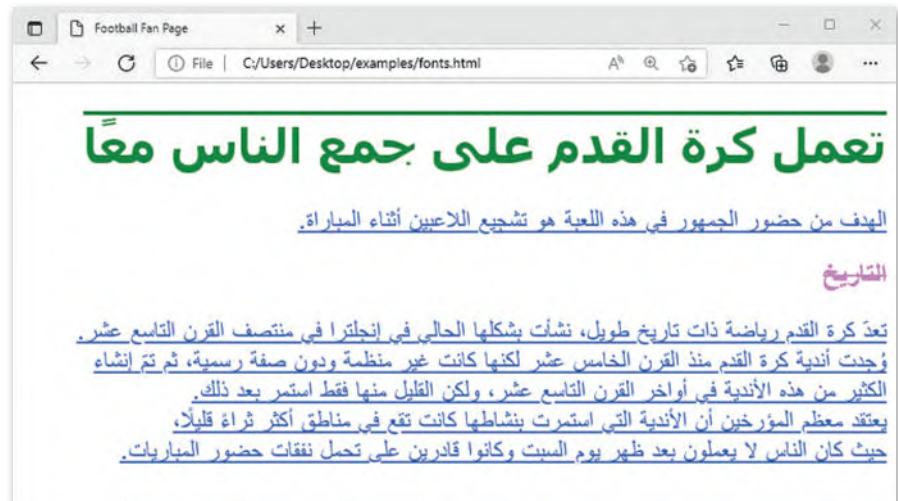 Football Fan Page
File | C:/Users/Desktop/examples/fonts.html
تعمل كرة القدم على جمع الناس معًا
الهدف من حضور الجمهور في هذه اللعبة هو تشجيع اللاعبين أثناء المباراة.
التاريخ
تعدّ كرة القدم رياضة ذات تاريخ طويل، نشأت بشكلها الحالي في إنجلترا في منتصف القرن التاسع عشر.
وُجدت أندية كرة القدم منذ القرن الخامس عشر لكنها كانت غير منظمة ودون صفة رسمية، ثم تمّ إنشاء
الكثير من هذه الأندية في أواخر القرن التاسع عشر، ولكن القليل منها فقط استمر بعد ذلك.
يعتقد معظم المؤرخين أن الأندية التي استمرت بنشاطها كانت تقع في مناطق أكثر ثراءً قليلًا،
حيث كان الناس لا يعملون بعد ظهر يوم السبت وكانوا قادرين على تحمل نفقات حضور المباريات.